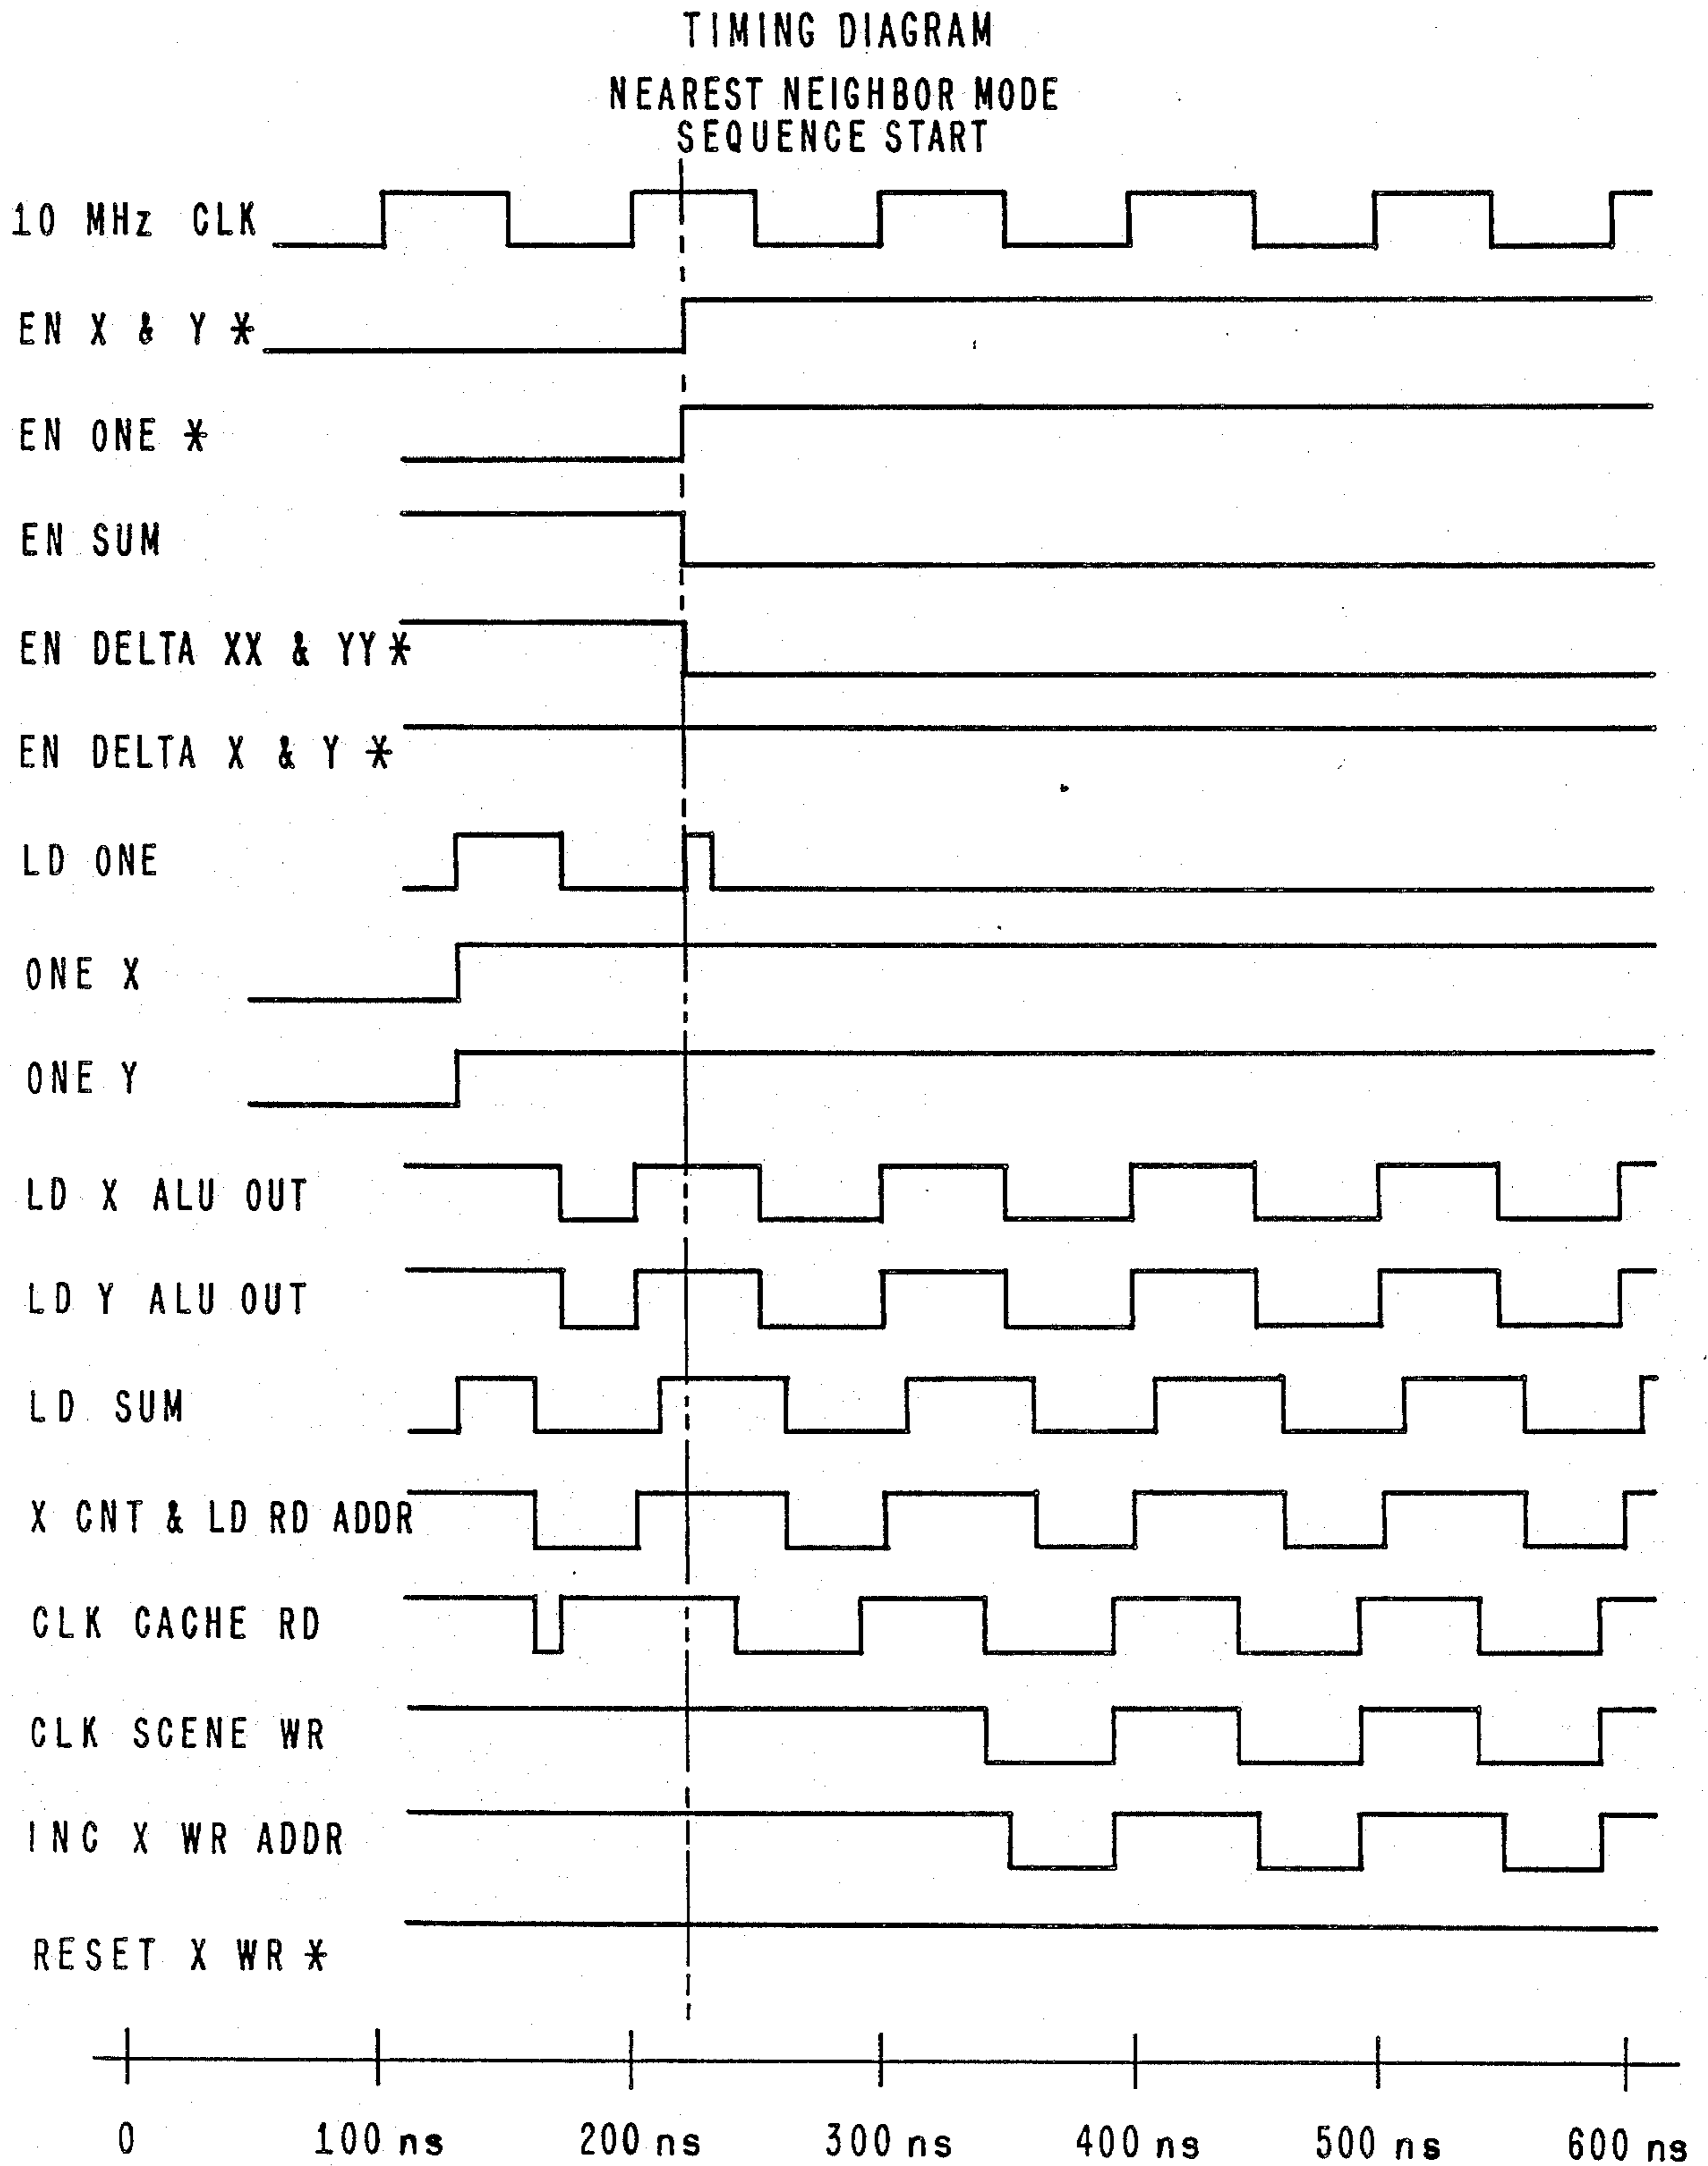 TIMING DIAGRAM
NEAREST NEIGHBOR MODE
SEQUENCE START
10 MHz CLK
EN X & Y *
EN ONE *
EN SUM
EN DELTA XX & YY *
EN DELTA X & Y *
LD ONE
ONE X
ONE Y
LD X ALU OUT
LD Y ALU OUT
LD SUM
X CNT & LD RD ADDR
CLK CACHE RD
CLK SCENE WR
INC X WR ADDR
RESET X WR *
0 100 ns 200 ns 300 ns 400 ns 500 ns 600 ns